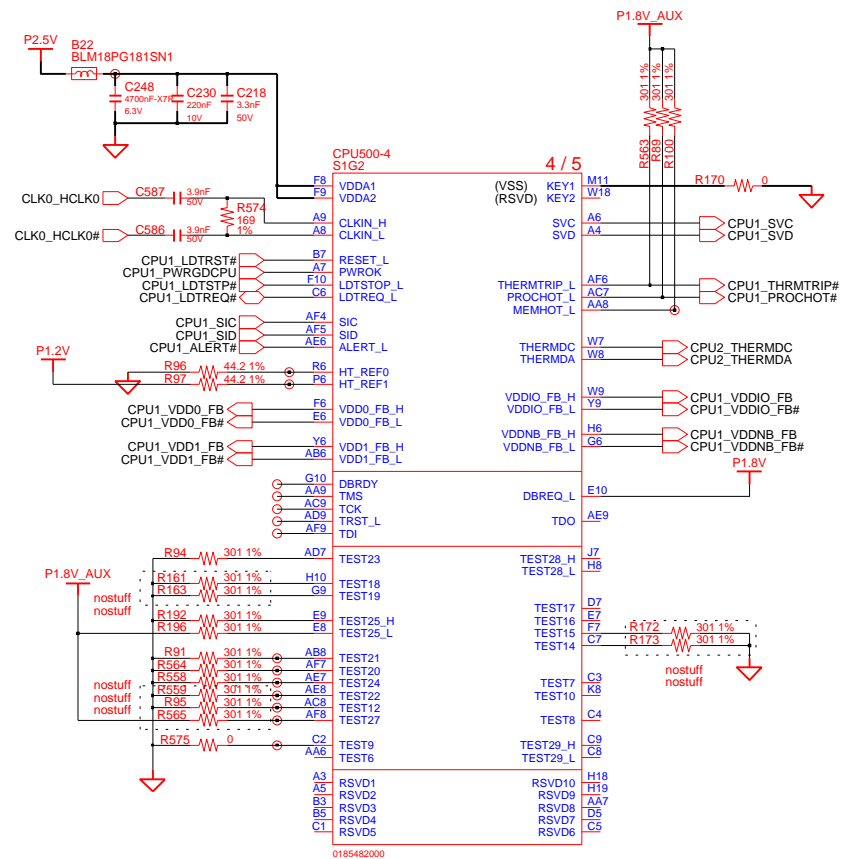 P1.8V_AUX
P2.5V
B22
BLM18PG181SN1
C248
4700nF-X7R
6.3V
C230
220nF
10V
C218
3.3nF
50V
301 1% 301 1% 301 1%
R563 R89 R100
CPU500-4
S1G2
4 / 5
F8 VDDA1 (VSS) KEY1 M11 R170 0
F9 VDDA2 (RSVD) KEY2 W18
CLK0_HCLK0 C587 3.9nF 50V
R574
169
1%
A9 CLKIN_H SVC A6 CPU1_SVC
CLK0_HCLK0# C586 3.9nF 50V A8 CLKIN_L SVD A4 CPU1_SVD
CPU1_LDTRST# B7 RESET_L
CPU1_PWRGDCPU A7 PWROK
CPU1_LDTSTP# F10 LDTSTOP_L THERMTRIP_L AF6 CPU1_THRMTRIP#
CPU1_LDTREQ# C6 LDTREQ_L PROCHOT_L AC7 CPU1_PROCHOT#
MEMHOT_L AA8
CPU1_SIC AF4 SIC
CPU1_SID AF5 SID
CPU1_ALERT# AE6 ALERT_L THERMDC W7 CPU2_THERMDC
THERMDA W8 CPU2_THERMDA
P1.2V
R96 44.2 1% R6 HT_REF0
R97 44.2 1% P6 HT_REF1
VDDIO_FB_H W9 CPU1_VDDIO_FB
CPU1_VDD0_FB F6 VDD0_FB_H VDDIO_FB_L Y9 CPU1_VDDIO_FB#
CPU1_VDD0_FB# E6 VDD0_FB_L
VDDNB_FB_H H6 CPU1_VDDNB_FB
CPU1_VDD1_FB Y6 VDD1_FB_H VDDNB_FB_L G6 CPU1_VDDNB_FB#
CPU1_VDD1_FB# AB6 VDD1_FB_L
P1.8V
G10 DBRDY
AA9 TMS DBREQ_L E10
AC9 TCK
AD9 TRST_L TDO AE9
AF9 TDI
R94 301 1% AD7 TEST23 TEST28_H J7
TEST28_L H8
P1.8V_AUX
nostuff
nostuff
R161 301 1% H10 TEST18
R163 301 1% G9 TEST19
TEST17 D7
R192 301 1% E9 TEST25_H TEST16 E7
R196 301 1% E8 TEST25_L TEST15 F7 R172 301 1%
TEST14 C7 R173 301 1%
nostuff
nostuff
R91 301 1% AB8 TEST21
R564 301 1% AF7 TEST20
R558 301 1% AE7 TEST24 TEST7 C3
nostuff
nostuff
nostuff
R559 301 1% AE8 TEST22 TEST10 K8
R95 301 1% AC8 TEST12
R565 301 1% AF8 TEST27 TEST8 C4
R575 0 C2 TEST9 TEST29_H C9
AA6 TEST6 TEST29_L C8
A3 RSVD1 RSVD10 H18
A5 RSVD2 RSVD9 H19
B3 RSVD3 RSVD8 AA7
B5 RSVD4 RSVD7 D5
C1 RSVD5 RSVD6 C5
0185482000